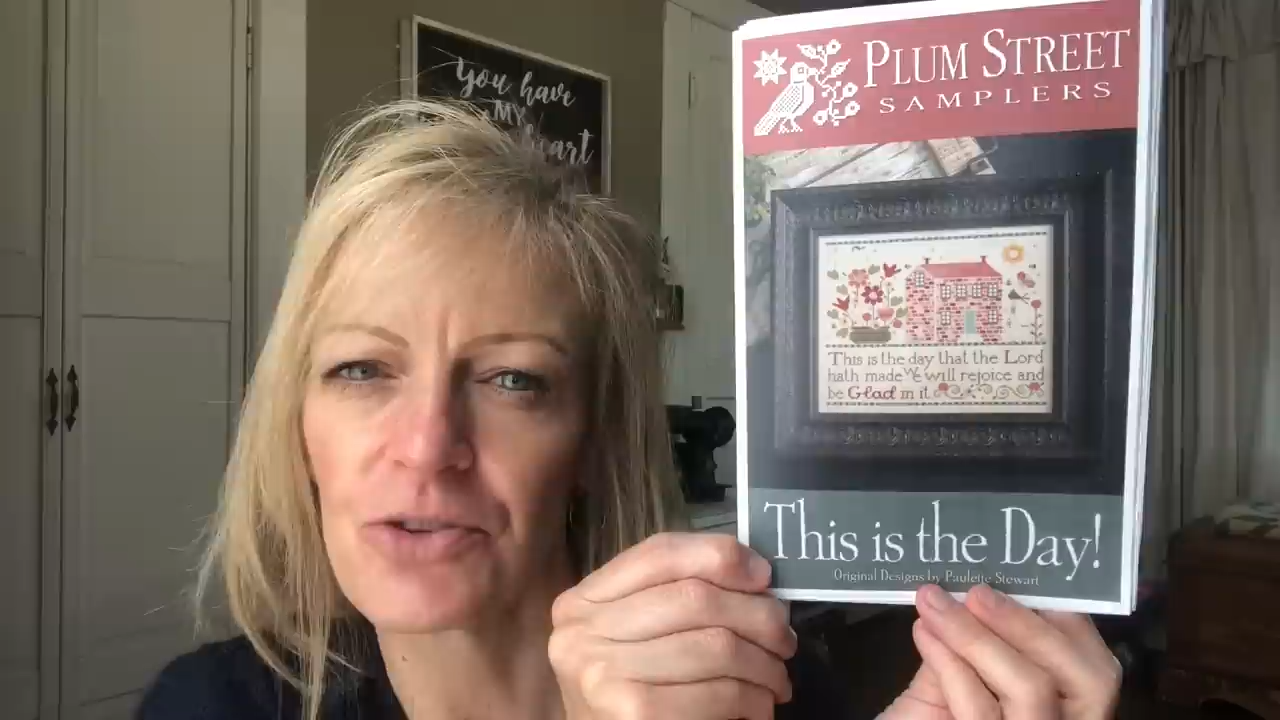 You have
MY
PLUM STREET
SAMPLERS
This is the day that the Lord
hath made We will rejoice and
be Glad in it.
This is the Day!
Original Designs by Paulette Stewart